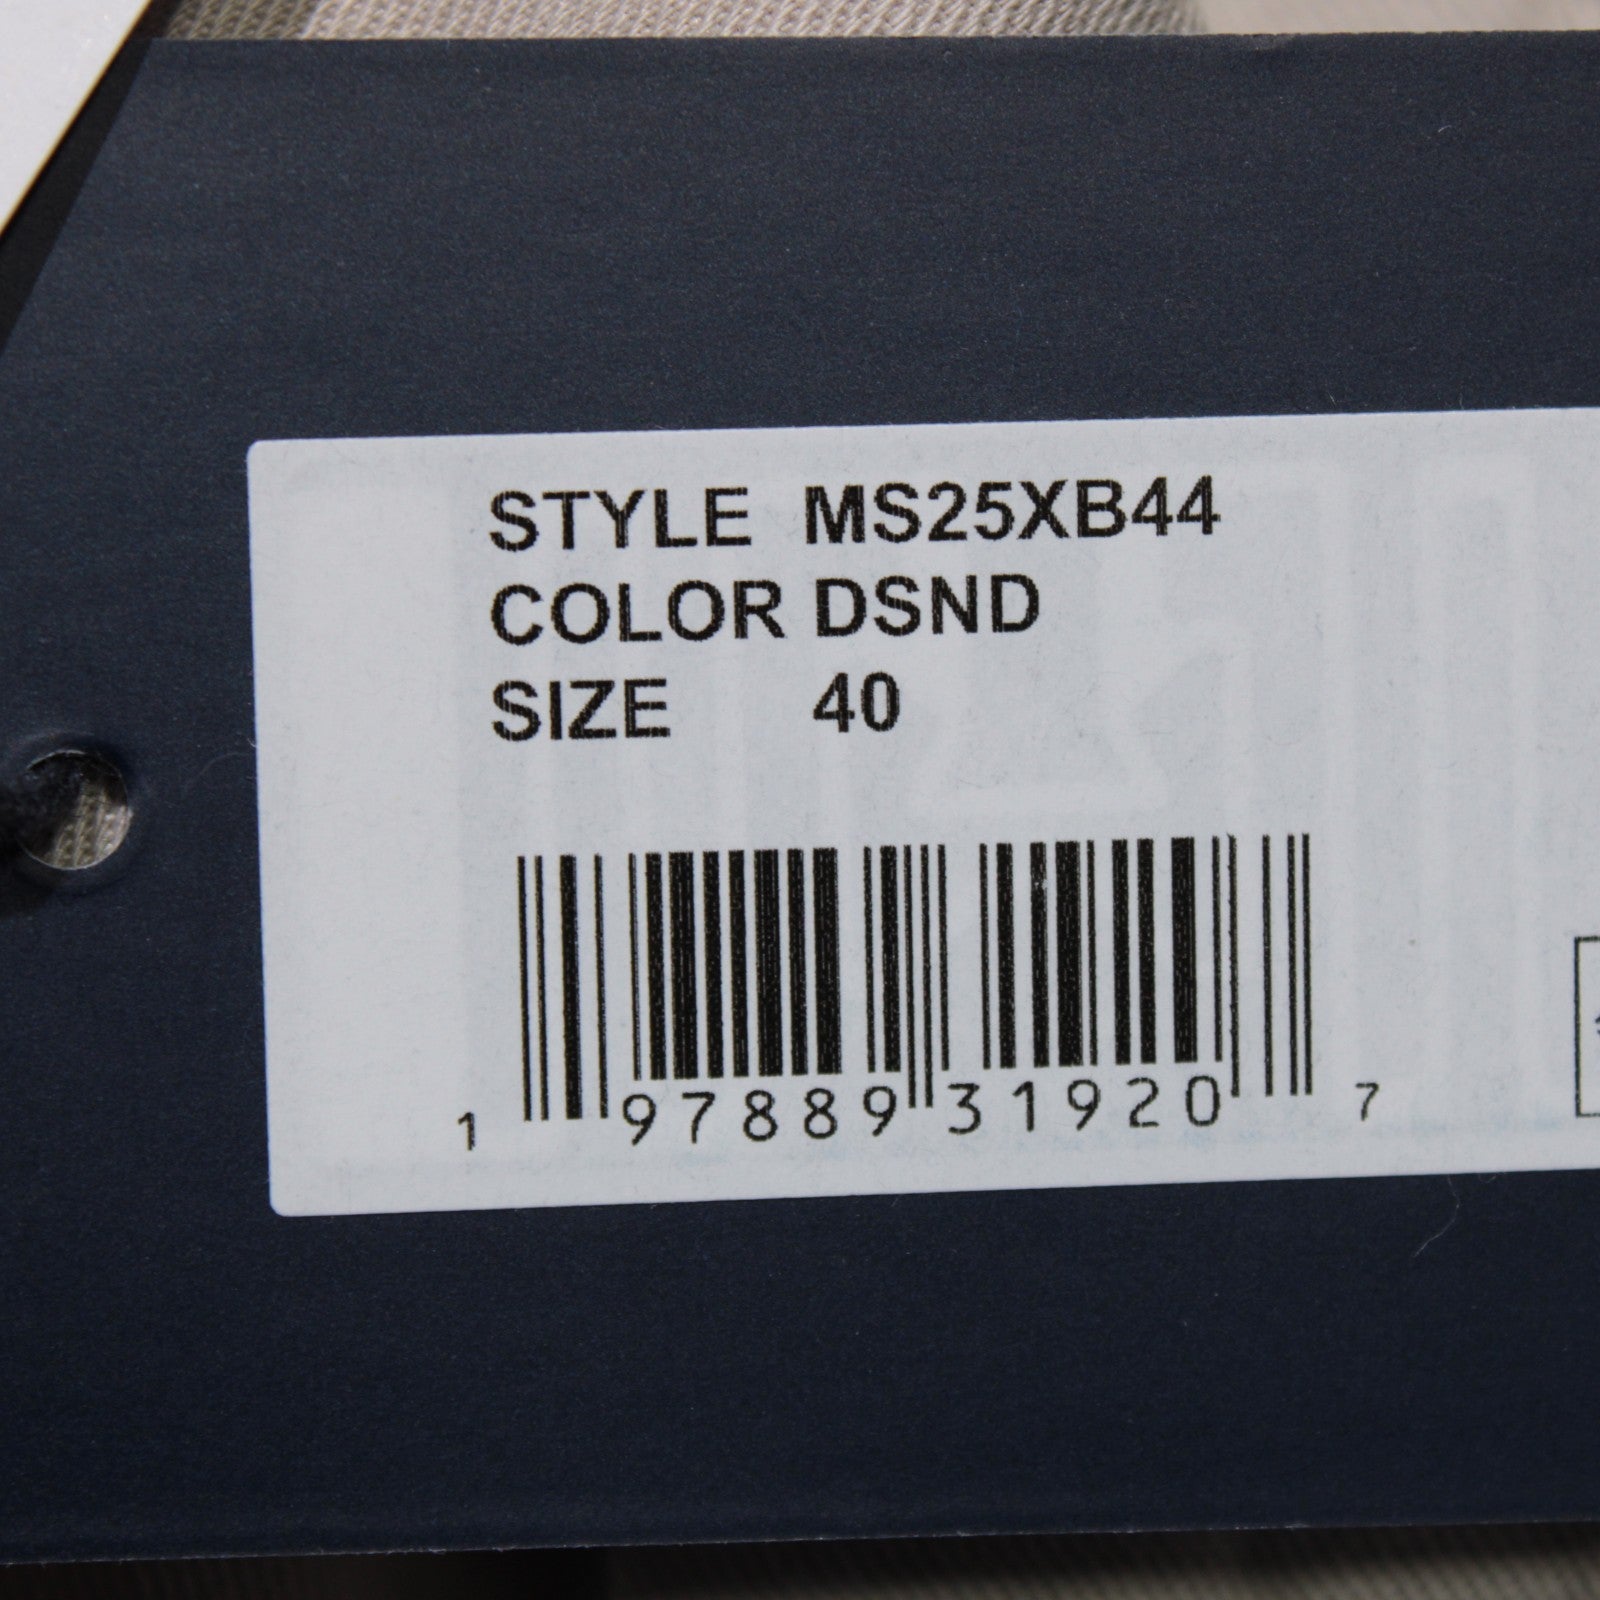 STYLE MS25XB44
COLOR DSND
SIZE 40
1 97889 31920 7